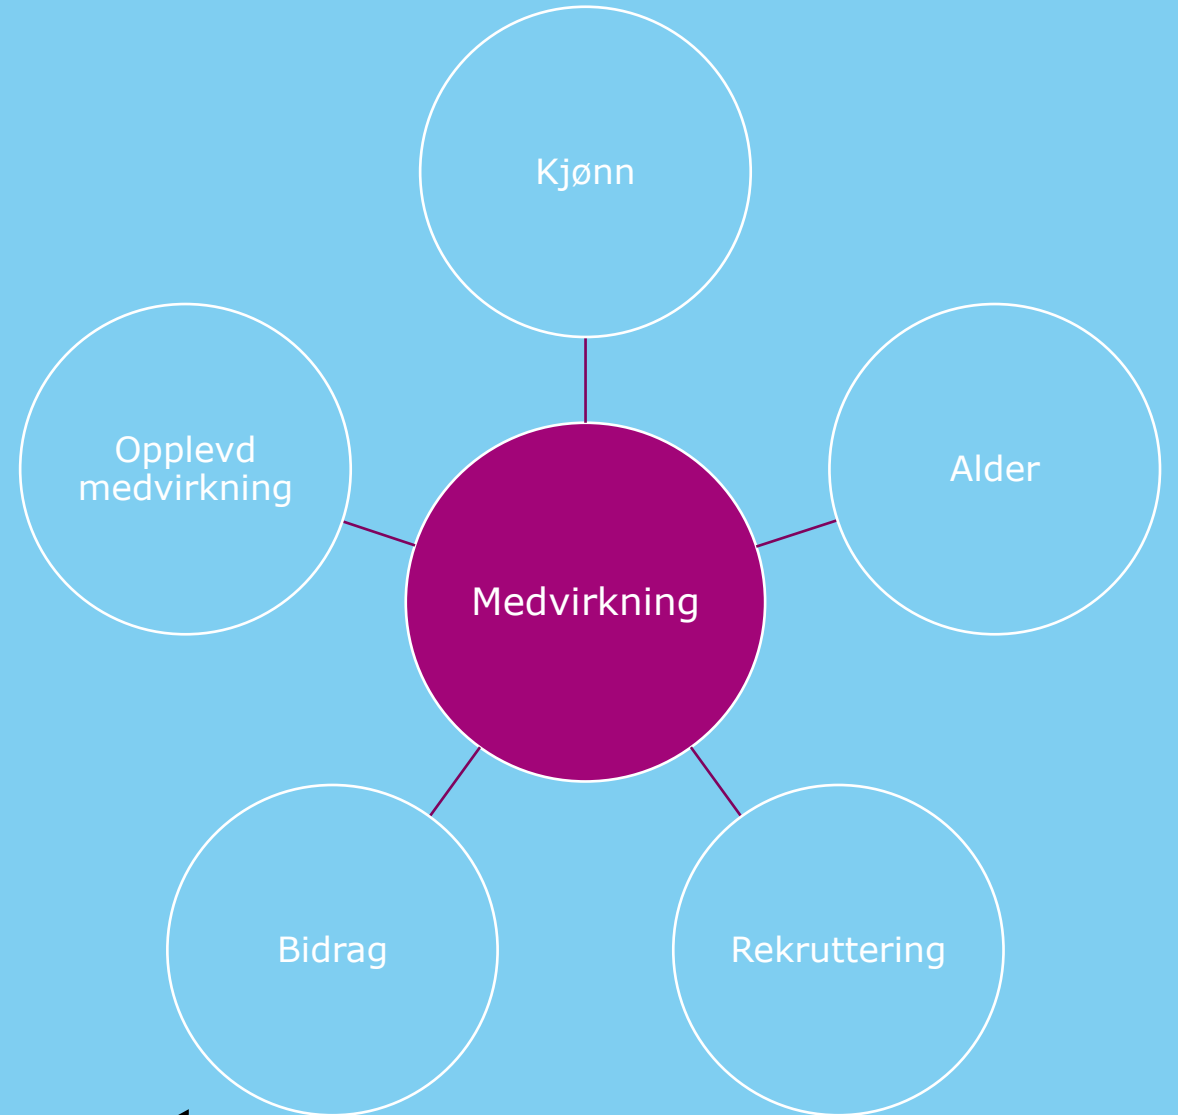 Kjønn
Opplevd
medvirkning
Alder
Medvirkning
Bidrag
Rekruttering